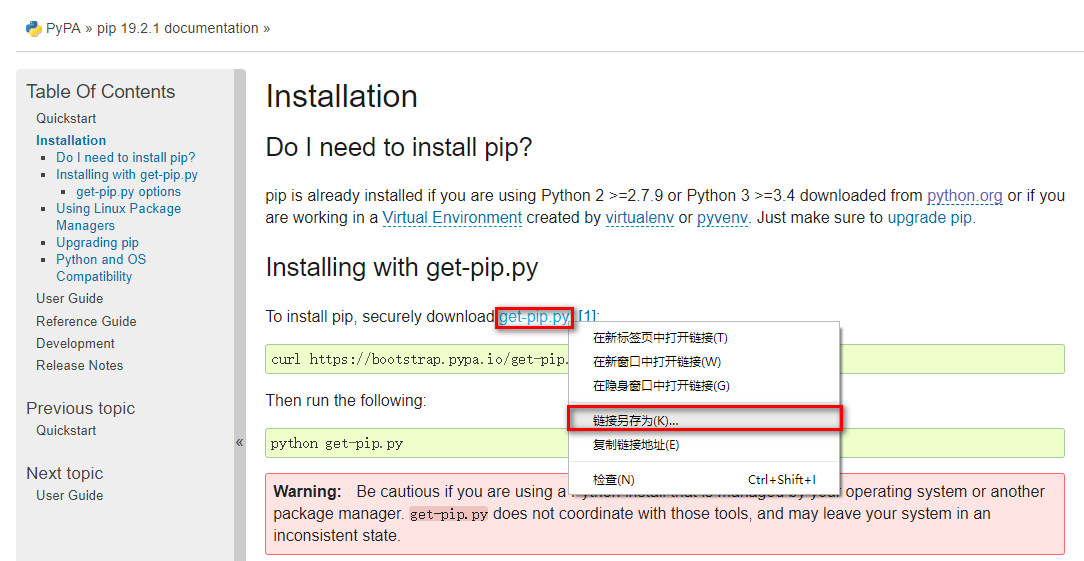 PyPA » pip 19.2.1 documentation »
Table Of Contents
Quickstart
Installation
Do I need to install pip?
Installing with get-pip.py
get-pip.py options
Using Linux Package
Managers
Upgrading pip
Python and OS
Compatibility
User Guide
Reference Guide
Development
Release Notes
Previous topic
Quickstart
Next topic
User Guide
«
Installation
Do I need to install pip?
pip is already installed if you are using Python 2 >=2.7.9 or Python 3 >=3.4 downloaded from python.org or if you
are working in a Virtual Environment created by virtualenv or pyvenv. Just make sure to upgrade pip.
Installing with get-pip.py
To install pip, securely download get-pip.py. [1]:
curl https://bootstrap.pypa.io/get-pip.
Then run the following:
python get-pip.py
Warning: Be cautious if you are using a Python install that is managed by your operating system or another
package manager. get-pip.py does not coordinate with those tools, and may leave your system in an
inconsistent state.
在新标签页中打开链接(T)
在新窗口中打开链接(W)
在隐身窗口中打开链接(G)
链接另存为(K)...
复制链接地址(E)
检查(N) Ctrl+Shift+I